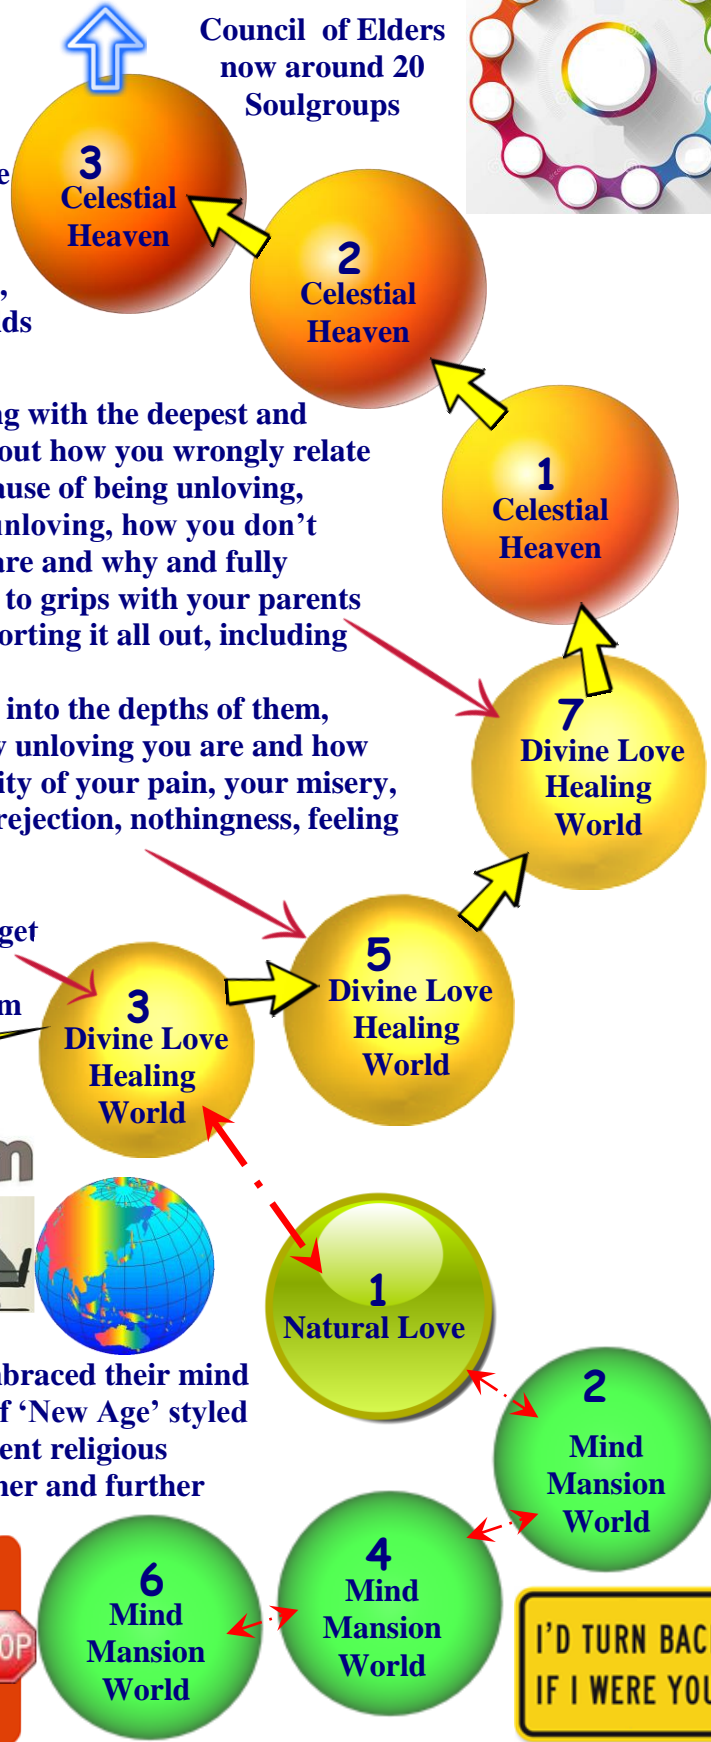 Council of Elders
now around 20
Soulgroups
3
Celestial
Heaven
2
Celestial
Heaven
1
Celestial
Heaven
g with the deepest and
out how you wrongly relate
ause of being unloving,
unloving, how you don't
are and why and fully
to grips with your parents
orting it all out, including
into the depths of them,
unloving you are and how
ity of your pain, your misery,
rejection, nothingness, feeling
7
Divine Love
Healing
World
get
5
Divine Love
Healing
World
3
Divine Love
Healing
World
1
Natural Love
braced their mind
f 'New Age' styled
ent religious
her and further
2
Mind
Mansion
World
4
Mind
Mansion
World
6
Mind
Mansion
World
OP
I'D TURN BAC
IF I WERE YOU